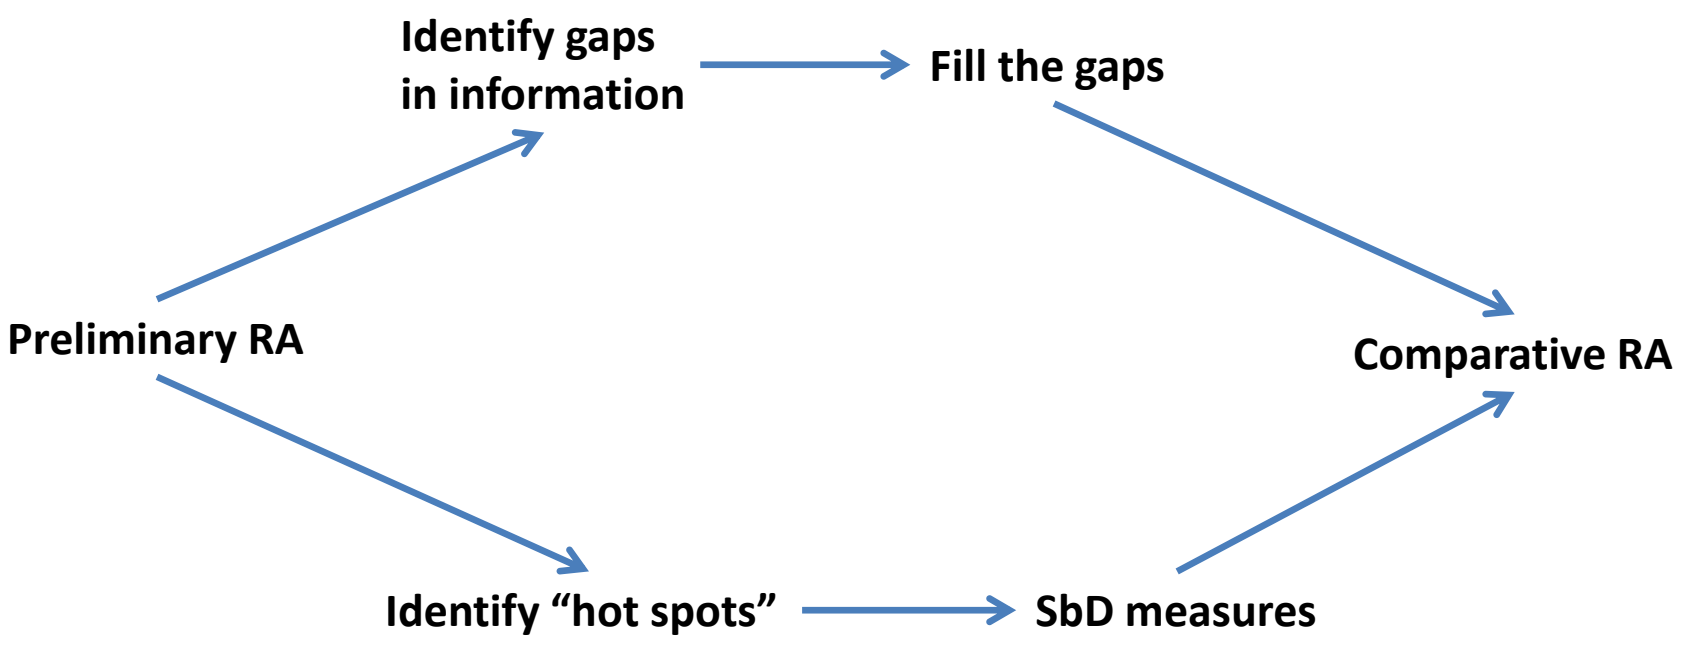 Identify gaps
in information
Fill the gaps
Preliminary RA
Comparative RA
Identify “hot spots”
SbD measures